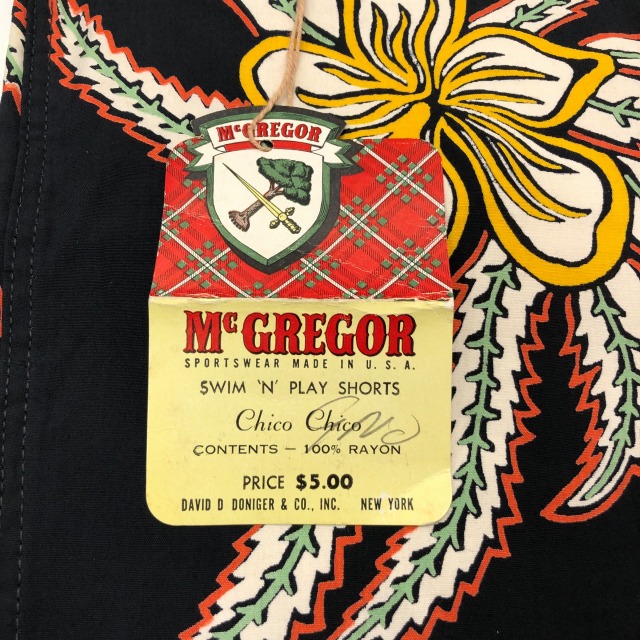 McGREGOR
McGREGOR
SPORTSWEAR MADE IN U.S.A.
SWIM 'N' PLAY SHORTS
Chico Chico
CONTENTS – 100% RAYON
PRICE $5.00
DAVID D DONIGER & CO., INC. NEW YORK